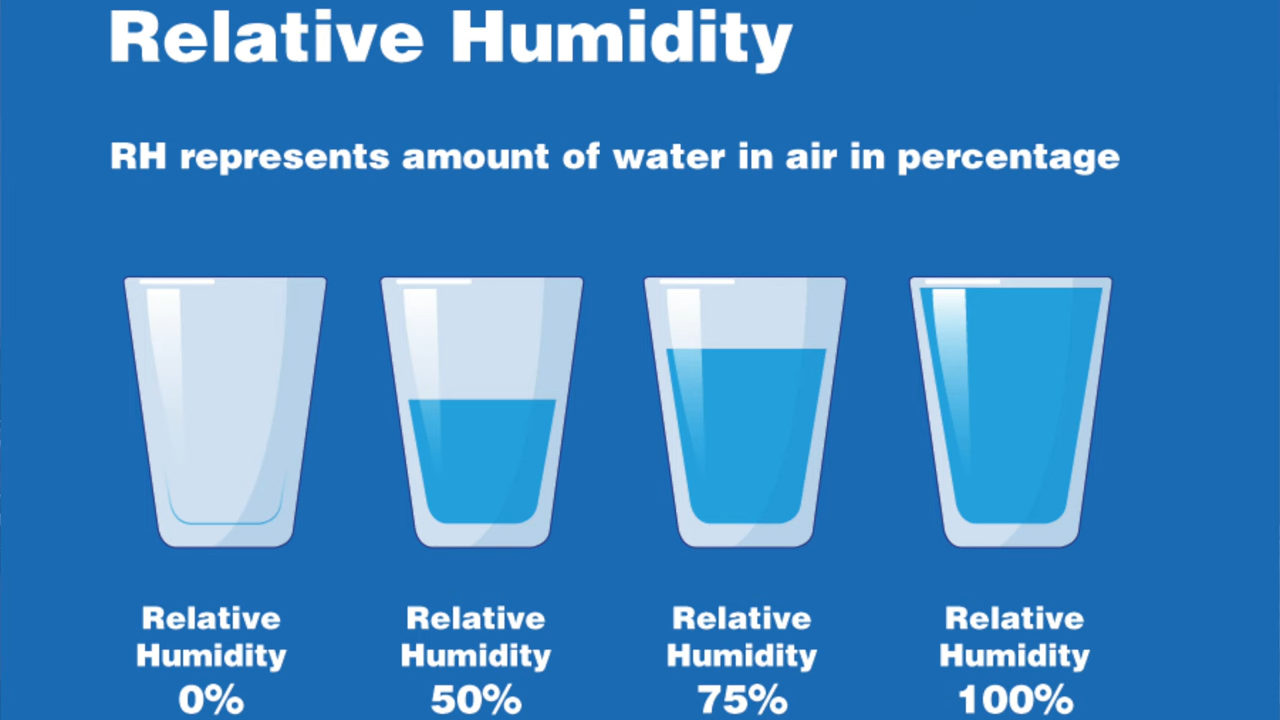 Relative Humidity
RH represents amount of water in air in percentage
Relative
Humidity
0%
Relative
Humidity
50%
Relative
Humidity
75%
Relative
Humidity
100%